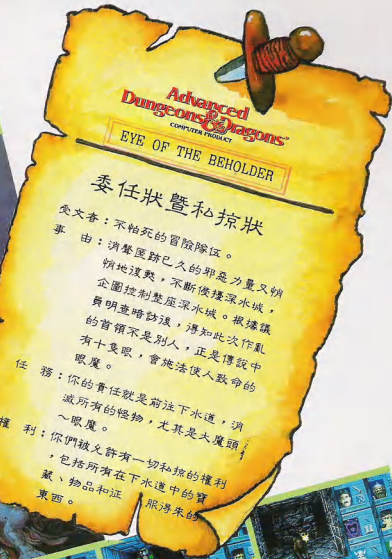 Advanced
Dungeons & Dragons
COMPUTER PRODUCT
EYE OF THE BEHOLDER
委任狀暨私掠狀
受文者：不怕死的冒險隊伍。
事　由：消聲匿跡已久的邪惡力量又悄
悄地復甦，不斷侵擾深水城，
企圖控制整座深水城。根據議
員明查暗訪後，得知此次作亂
的首領不是別人，正是傳說中
有十隻眼，會施法使人致命的
眼魔。
任　務：你的責任就是前往下水道，消
滅所有的怪物，尤其是大魔頭
～眼魔。
權　利：你們被允許有一切私掠的權利
，包括所有在下水道中的寶
藏、物品和征服得來的
東西。